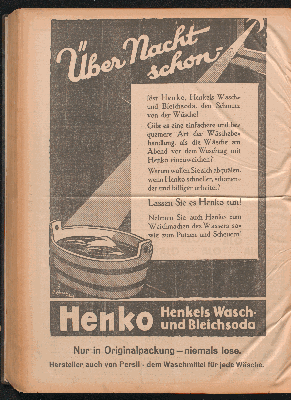 Über Nacht
schon -
löst Henko, Henkels Wasch-
und Bleichsoda, den Schmutz
von der Wäsche!
Gibt es eine einfachere und be-
quemere Art der Wäschebe-
handlung, als die Wäsche am
Abend vor dem Waschtag mit
Henko einzuweichen?
Warum wollen Sie sich abquälen,
wenn Henko schneller, schonen-
der und billiger arbeitet?
Lassen Sie es Henko tun!
Nehmen Sie auch Henko zum
Weichmachen des Wassers so-
wie zum Putzen und Scheuern!
Henko Henkels Wasch-
und Bleichsoda
Nur in Originalpackung – niemals lose.
Hersteller auch von Persil - dem Waschmittel für jede Wäsche.